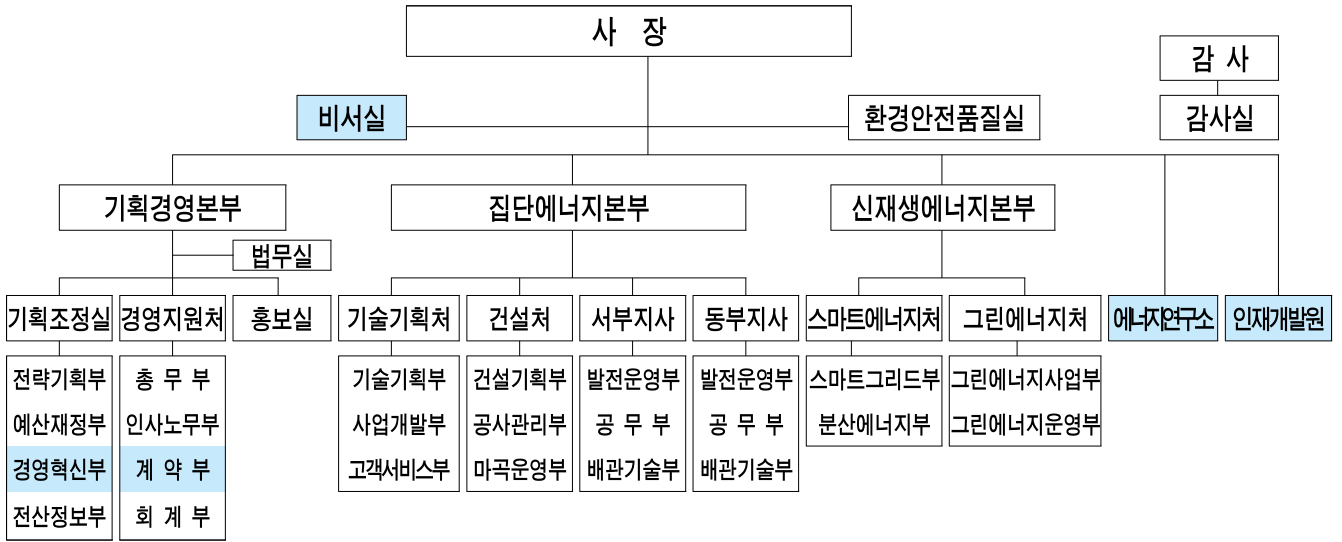 사 장
감 사
비서실
환경안전품질실
감사실
기획경영본부
집단에너지본부
신재생에너지본부
법무실
기획조정실 경영지원처 홍보실 기술기획처 건설처 서부지사 동부지사 스마트에너지처 그린에너지처 에너지연구소 인재개발원
전략기획부 총 무 부 기술기획부 건설기획부 발전운영부 발전운영부 스마트그리드부 그린에너지사업부
예산재정부 인사노무부 사업개발부 공사관리부 공 무 부 공 무 부 분산에너지부 그린에너지운영부
경영혁신부 계 약 부 고객서비스부 마곡운영부 배관기술부 배관기술부
전산정보부 회 계 부